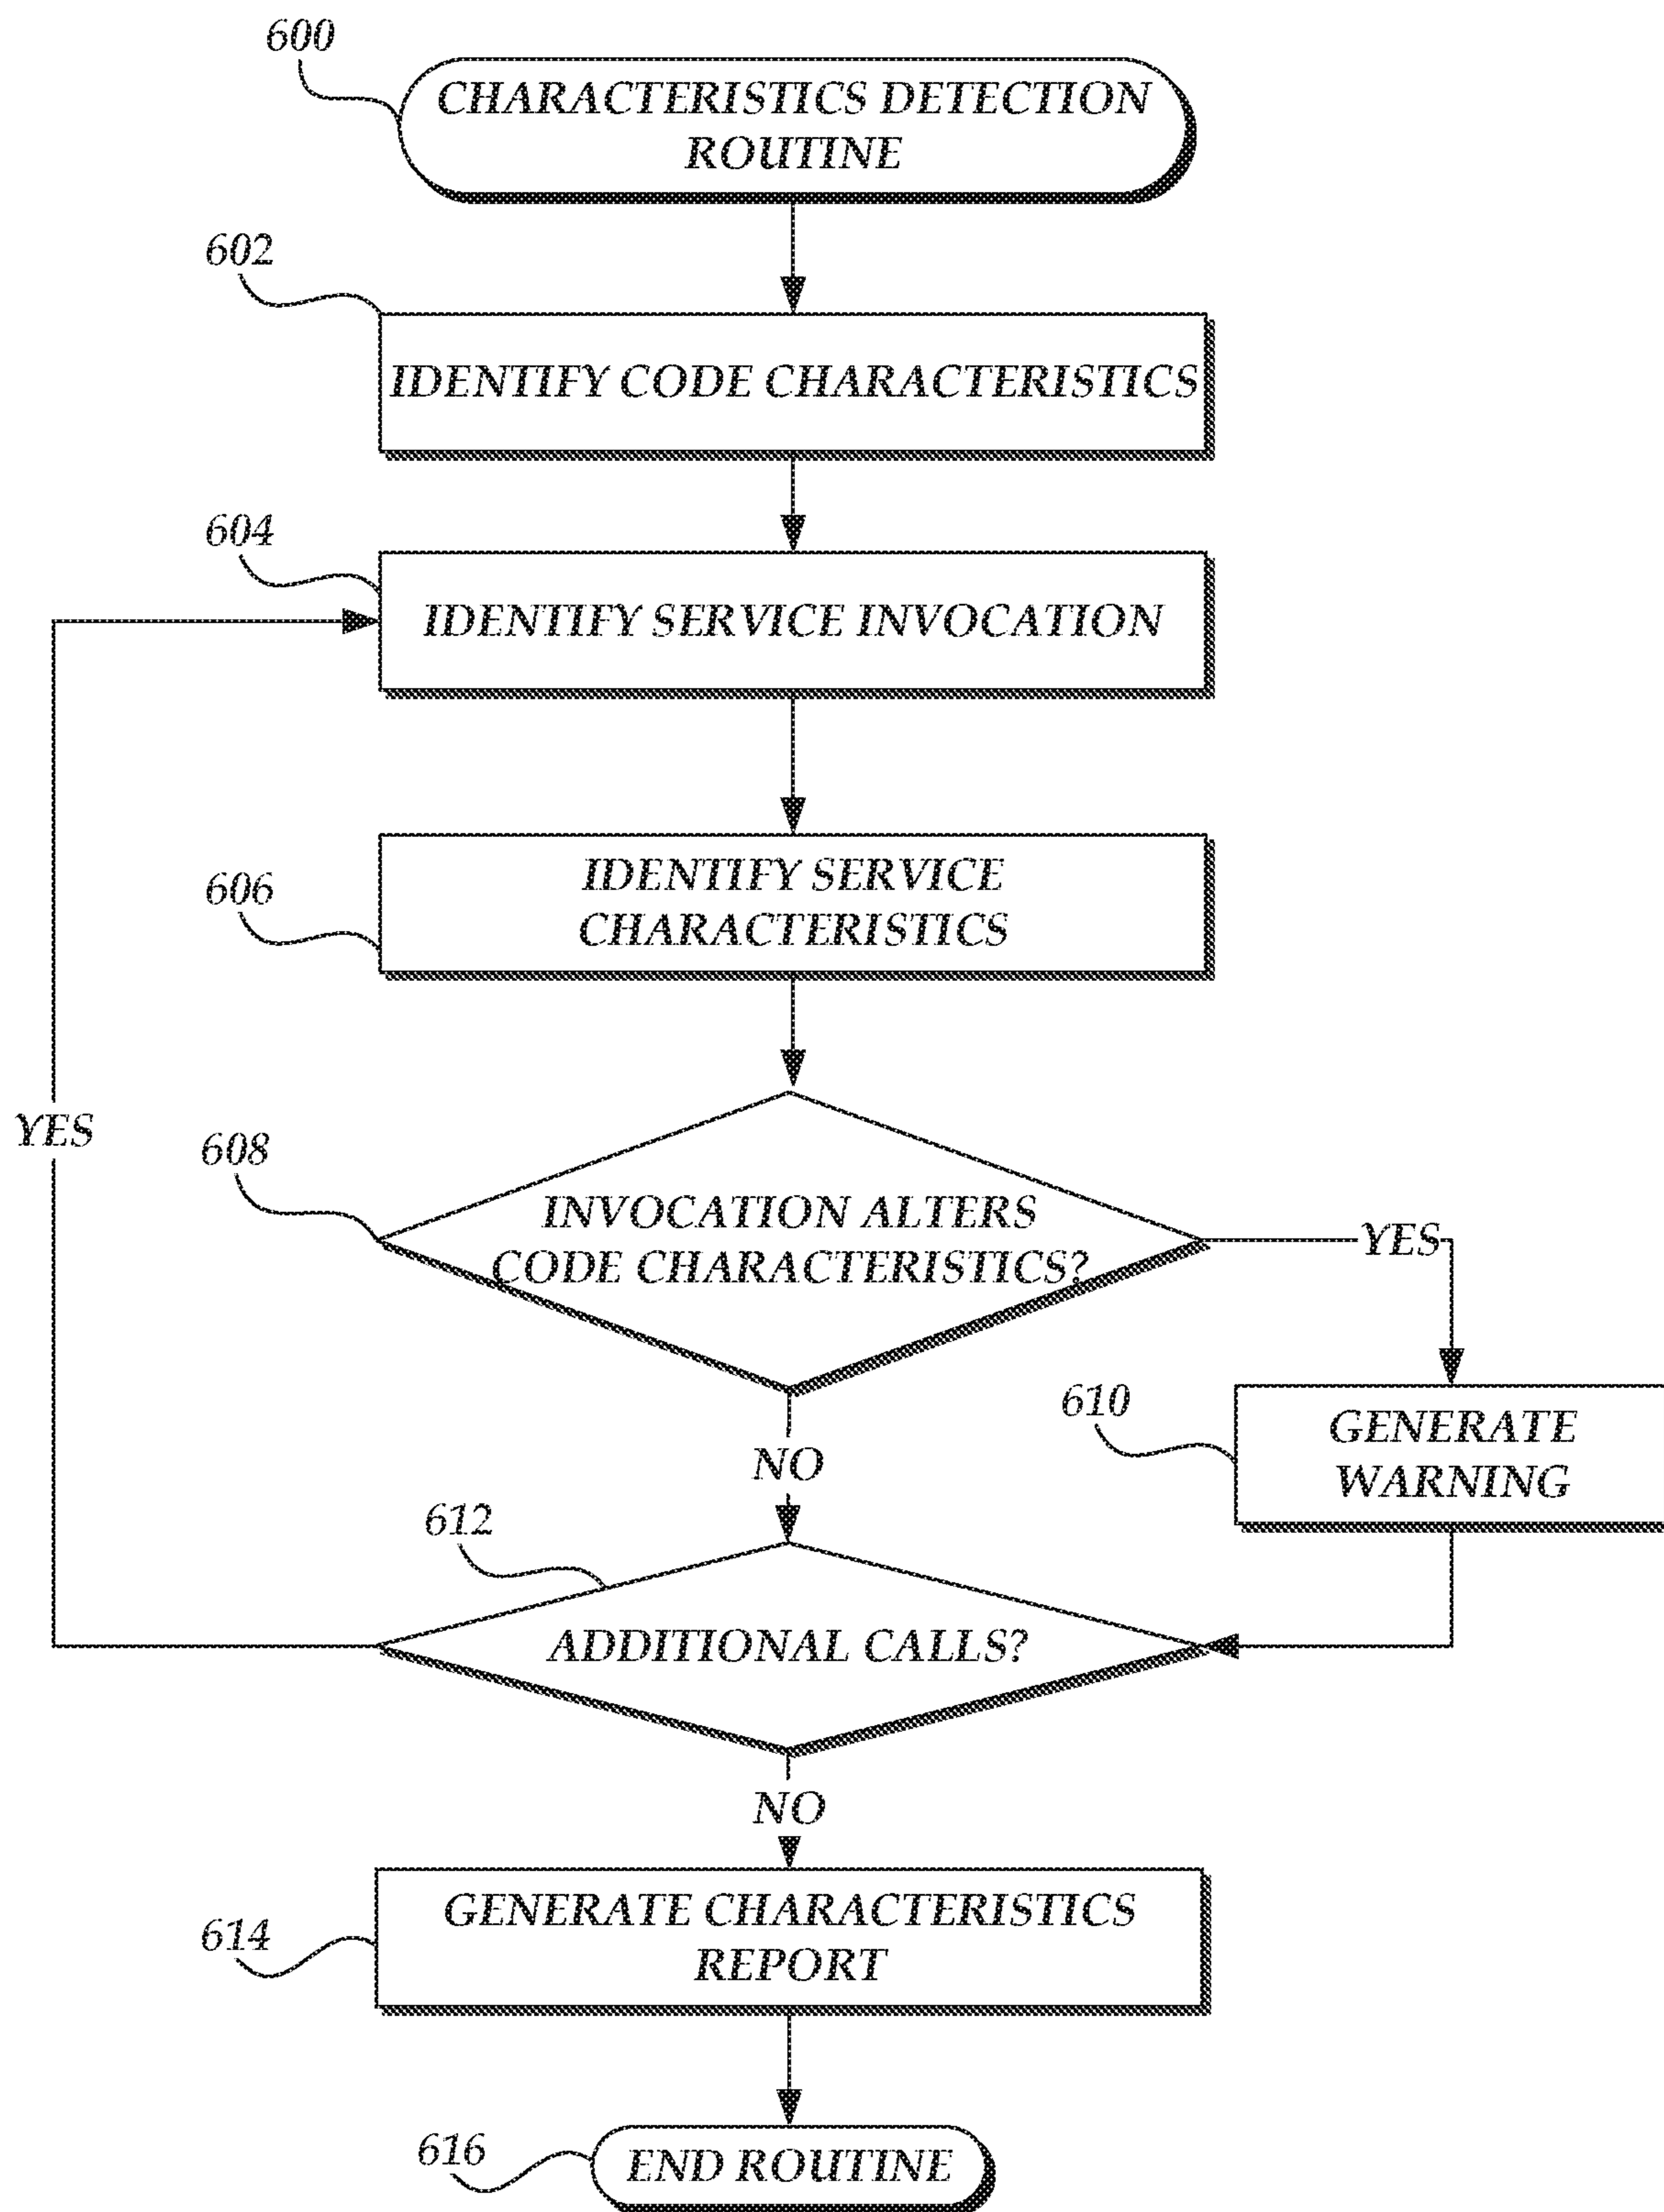 600
CHARACTERISTICS DETECTION
ROUTINE
602
IDENTIFY CODE CHARACTERISTICS
604
IDENTIFY SERVICE INVOCATION
606
IDENTIFY SERVICE
CHARACTERISTICS
YES
608
INVOCATION ALTERS
CODE CHARACTERISTICS?
YES
610
GENERATE
WARNING
NO
612
ADDITIONAL CALLS?
NO
614
GENERATE CHARACTERISTICS
REPORT
616
END ROUTINE